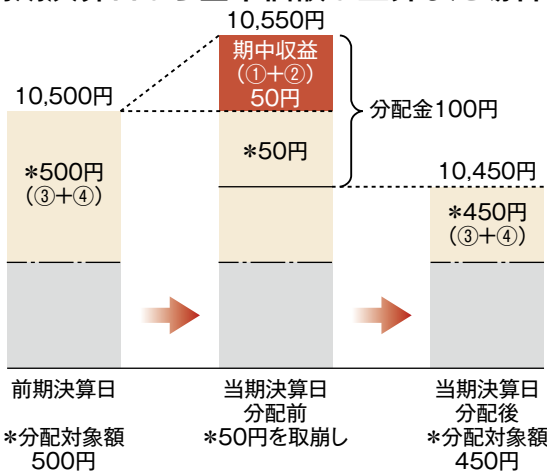 10,550円
期中収益
(①+②)
50円
10,500円
分配金100円
*500円
(③+④)
*50円
10,450円
*450円
(③+④)
前期決算日
*分配対象額
500円
当期決算日
分配前
*50円を取崩し
当期決算日
分配後
*分配対象額
450円